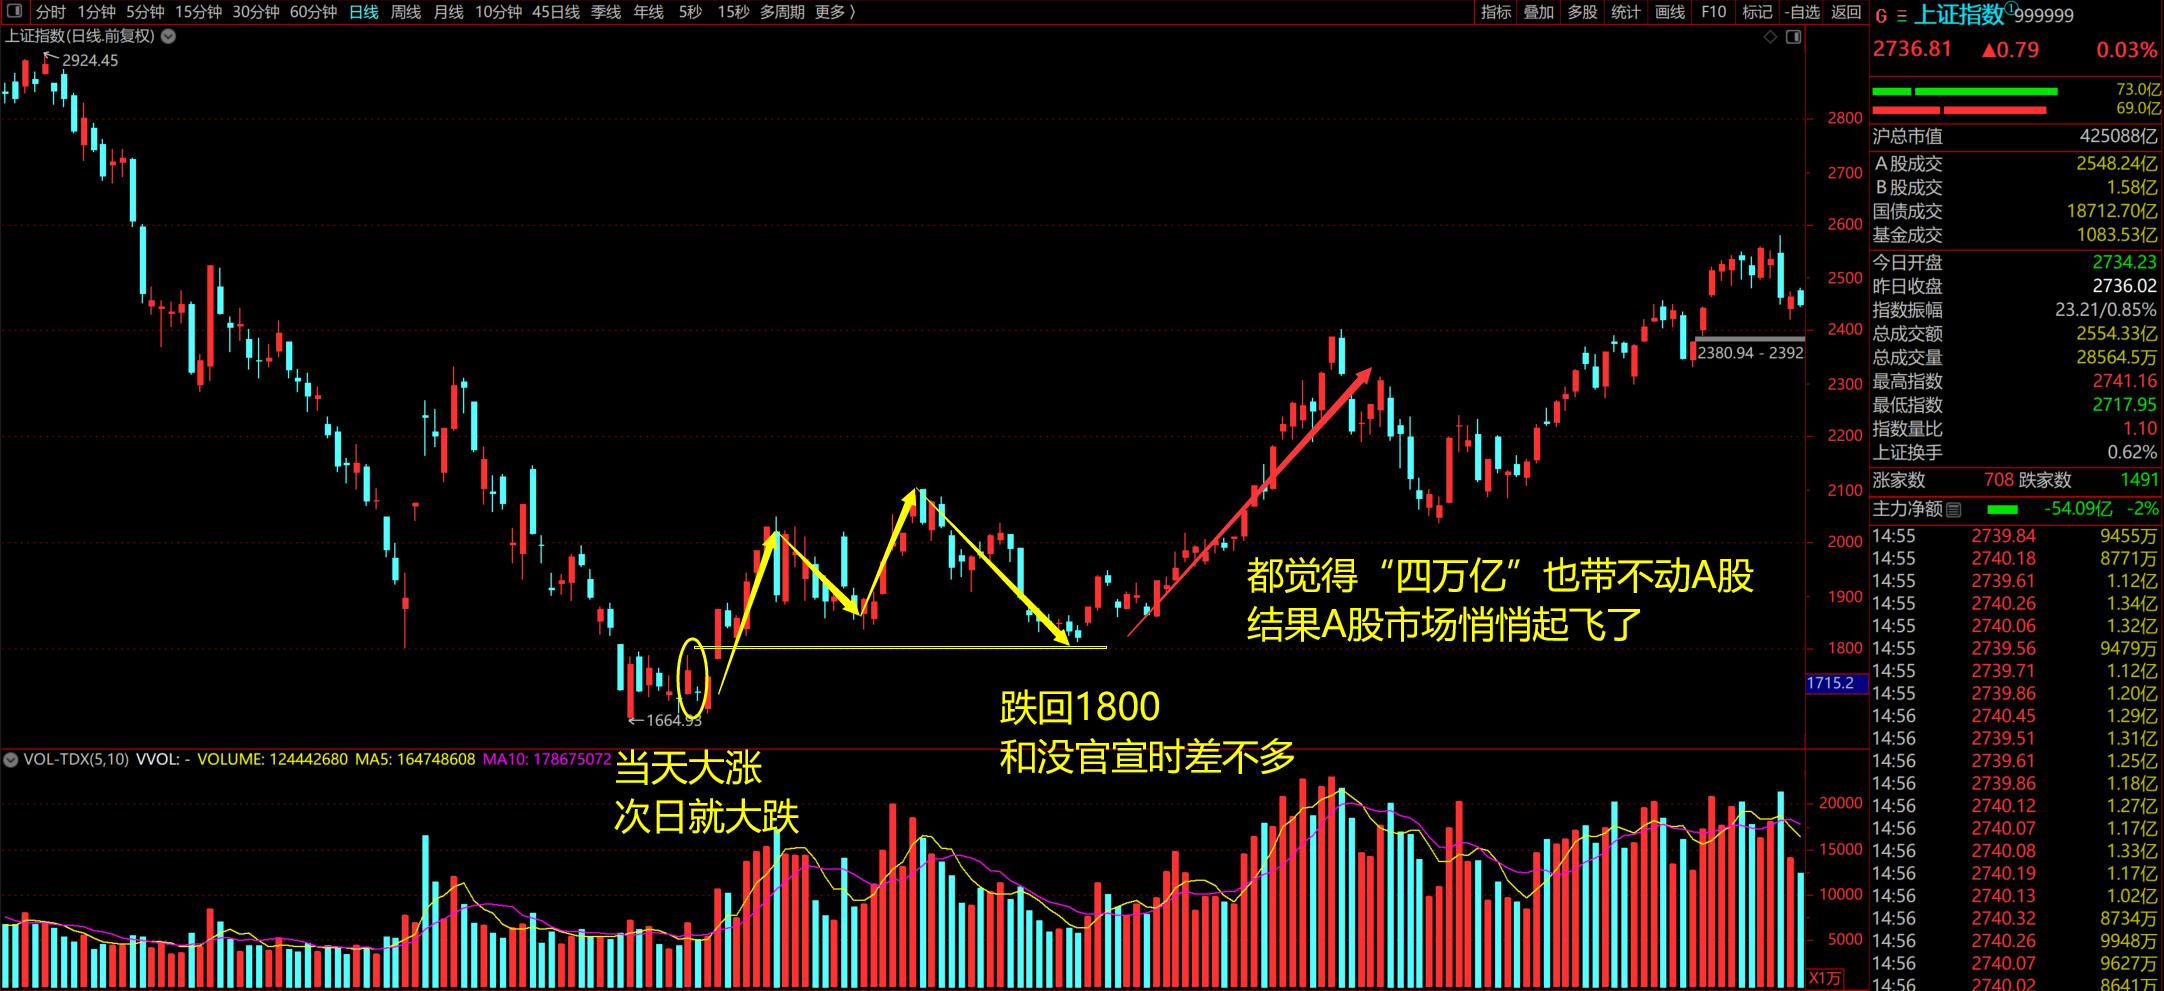 分时 1分钟 5分钟 15分钟 30分钟 60分钟 日线 周线 月线 10分钟 45日线 季线 年线 5秒 15秒 多周期 更多 〉 指标 叠加 多股 统计 画线 F10 标记 -自选 返回
上证指数(日线.前复权)
2924.45
2800
2700
2600
2500
2400
2380.94 - 2392
2300
2200
2100
2000
1900
1800
1715.2
1664.93
都觉得“四万亿”也带不动A股
结果A股市场悄悄起飞了
跌回1800
和没官宣时差不多
当天大涨
次日就大跌
VOL-TDX(5,10) VVOL: - VOLUME: 124442680 MA5: 164748608 MA10: 178675072
20000
15000
10000
5000
X1万
G 上证指数① 999999
2736.81 ▲0.79 0.03%
73.0亿
69.0亿
沪总市值 425088亿
A股成交 2548.24亿
B股成交 1.58亿
国债成交 18712.70亿
基金成交 1083.53亿
今日开盘 2734.23
昨日收盘 2736.02
指数振幅 23.21/0.85%
总成交额 2554.33亿
总成交量 28564.5万
最高指数 2741.16
最低指数 2717.95
指数量比 1.10
上证换手 0.62%
涨家数 708 跌家数 1491
主力净额 -54.09亿 -2%
14:55 2739.84 9455万
14:55 2740.18 8771万
14:55 2739.61 1.12亿
14:55 2739.61 1.34亿
14:55 2740.06 1.32亿
14:55 2739.56 9479万
14:55 2739.71 1.12亿
14:55 2739.86 1.20亿
14:56 2740.45 1.29亿
14:56 2739.51 1.31亿
14:56 2739.61 1.25亿
14:56 2739.86 1.18亿
14:56 2740.12 1.27亿
14:56 2740.07 1.17亿
14:56 2740.08 1.33亿
14:56 2740.19 1.17亿
14:56 2740.13 1.02亿
14:56 2740.32 8734万
14:56 2740.26 9948万
14:56 2740.07 9627万
14:56 2740.02 8641万